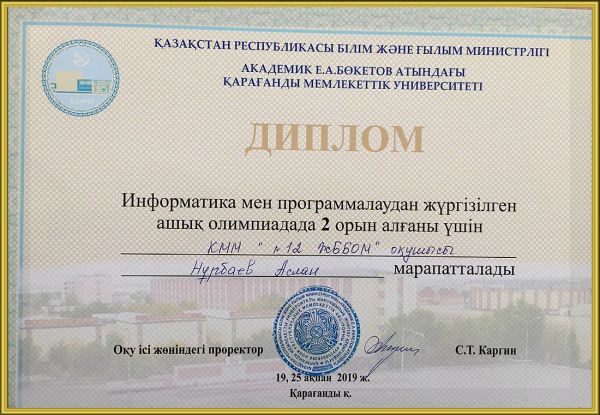 ҚАЗАҚСТАН РЕСПУБЛИКАСЫ БІЛІМ ЖӘНЕ ҒЫЛЫМ МИНИСТРЛІГІ
АКАДЕМИК Е.А.БӨКЕТОВ АТЫНДАҒЫ
ҚАРАҒАНДЫ МЕМЛЕКЕТТІК УНИВЕРСИТЕТІ
ДИПЛОМ
Информатика мен программалаудан жүргізілген
ашық олимпиадада 2 орын алғаны үшін
КММ "№12 ЖББОМ" оқушысы
Нұрбаев Аслан марапатталады
Оқу ісі жөніндегі проректор С.Т. Каргин
19, 25 ақпан 2019 ж.
Қарағанды қ.